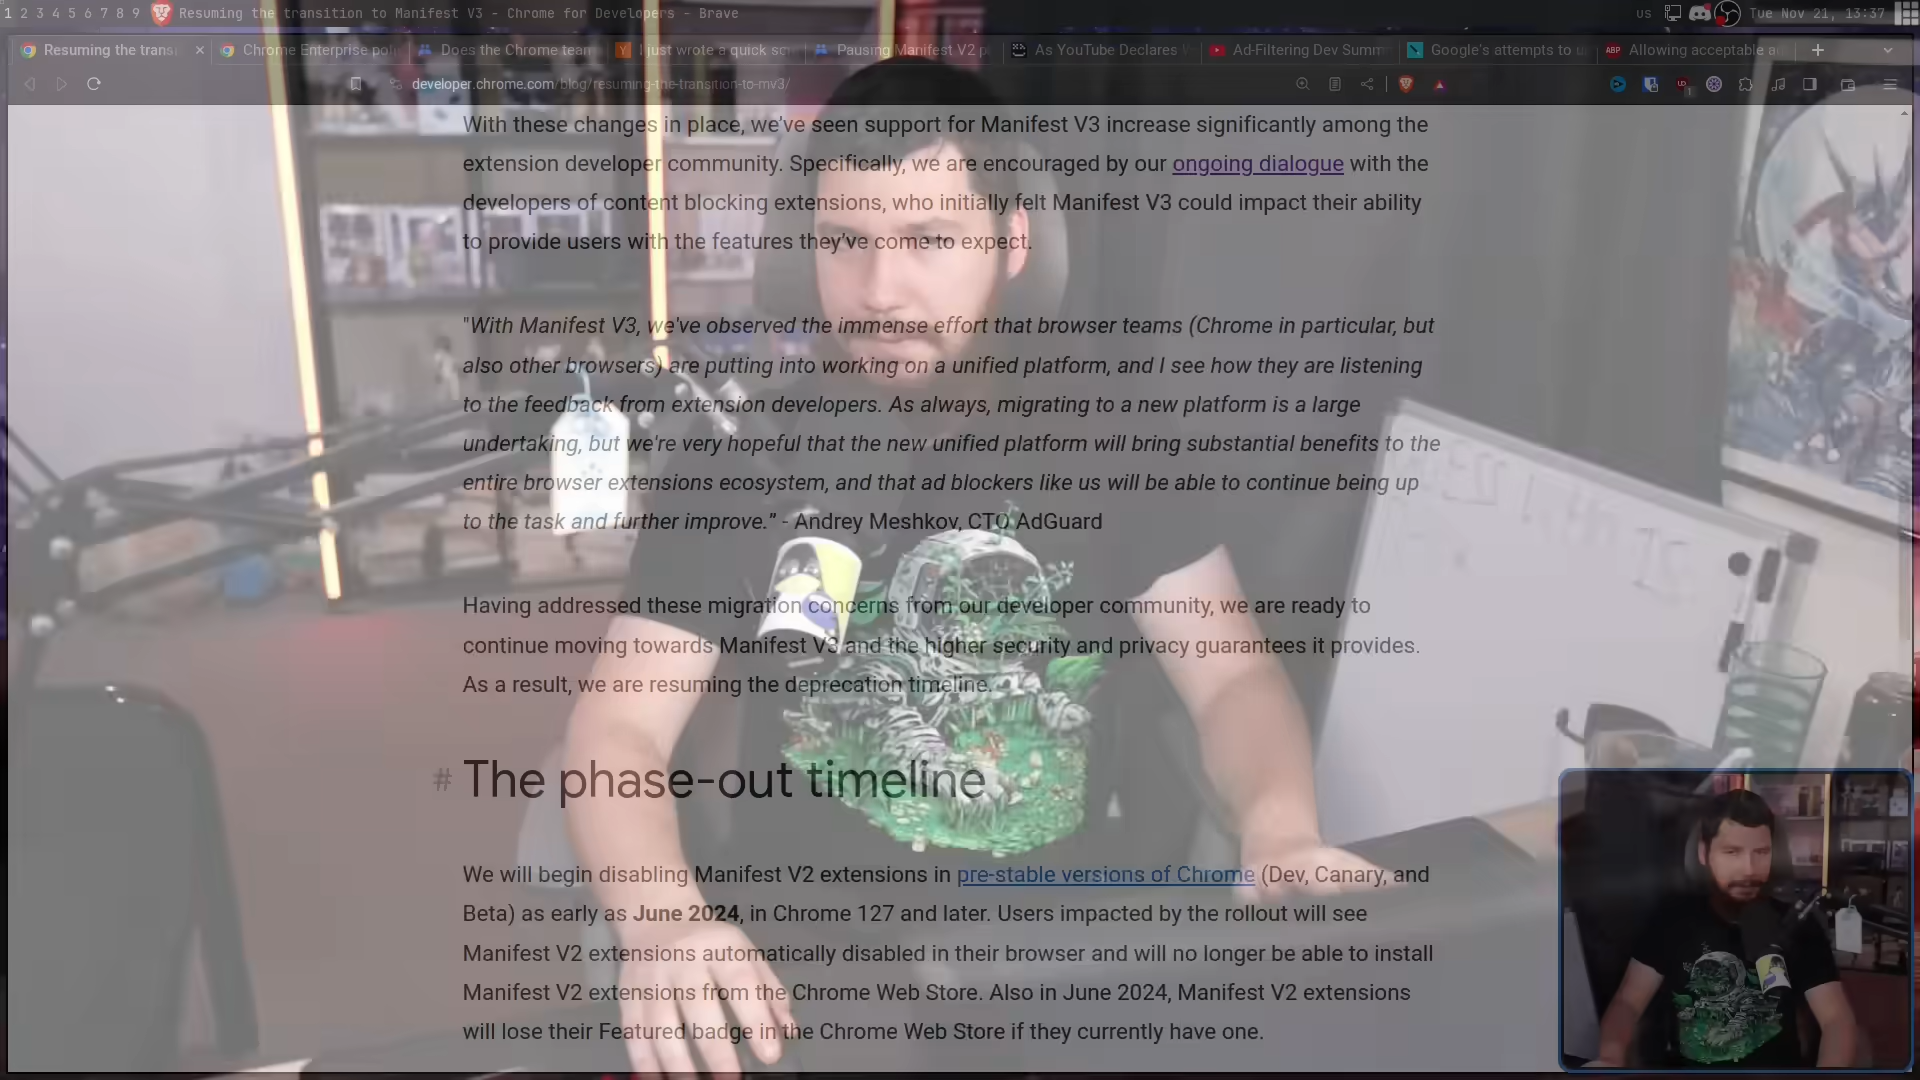 1 2 3 4 5 6 7 8 9 Resuming the transition to Manifest V3 - Chrome for Developers - Brave
us Tue Nov 21, 13:37
Resuming the trans
Chrome Enterprise pol
Does the Chrome team
I just wrote a quick sc
Pausing Manifest V2 p
As YouTube Declares
Ad-Filtering Dev Summ
Google's attempts to u
ABP Allowing acceptable a
developer.chrome.com/blog/resuming-the-transition-to-mv3/
With these changes in place, we've seen support for Manifest V3 increase significantly among the
extension developer community. Specifically, we are encouraged by our ongoing dialogue with the
developers of content blocking extensions, who initially felt Manifest V3 could impact their ability
to provide users with the features they've come to expect.
"With Manifest V3, we've observed the immense effort that browser teams (Chrome in particular, but
also other browsers) are putting into working on a unified platform, and I see how they are listening
to the feedback from extension developers. As always, migrating to a new platform is a large
undertaking, but we're very hopeful that the new unified platform will bring substantial benefits to the
entire browser extensions ecosystem, and that ad blockers like us will be able to continue being up
to the task and further improve." - Andrey Meshkov, CTO AdGuard
Having addressed these migration concerns from our developer community, we are ready to
continue moving towards Manifest V3 and the higher security and privacy guarantees it provides.
As a result, we are resuming the deprecation timeline.
# The phase-out timeline
We will begin disabling Manifest V2 extensions in pre-stable versions of Chrome (Dev, Canary, and
Beta) as early as June 2024, in Chrome 127 and later. Users impacted by the rollout will see
Manifest V2 extensions automatically disabled in their browser and will no longer be able to install
Manifest V2 extensions from the Chrome Web Store. Also in June 2024, Manifest V2 extensions
will lose their Featured badge in the Chrome Web Store if they currently have one.